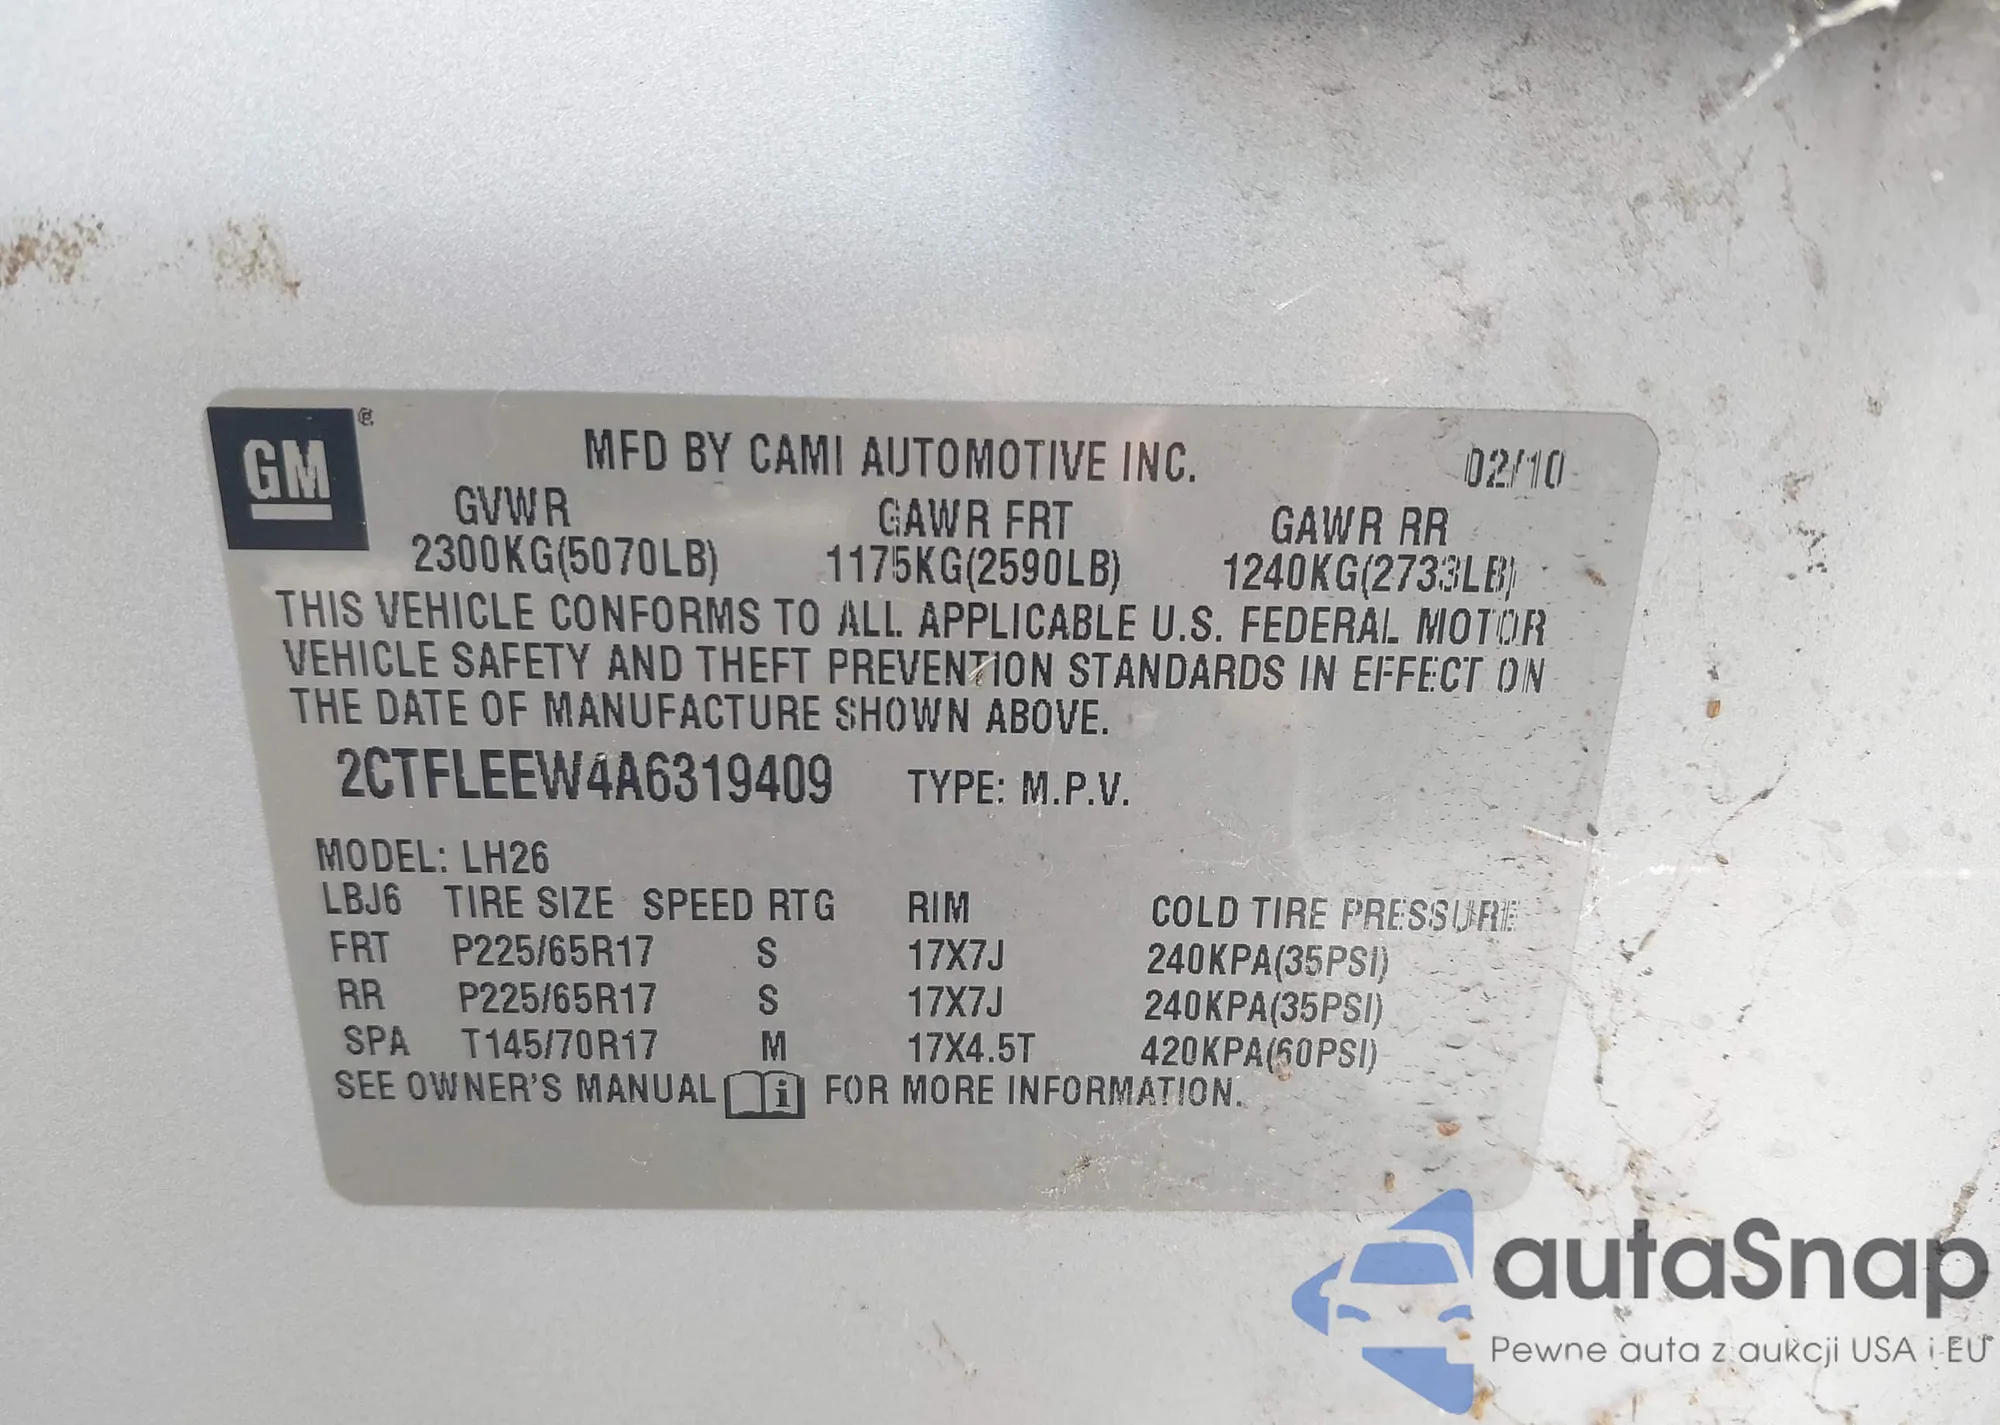 GM
MFD BY CAMI AUTOMOTIVE INC. 02/10
GVWR GAWR FRT GAWR RR
2300KG(5070LB) 1175KG(2590LB) 1240KG(2733LB)
THIS VEHICLE CONFORMS TO ALL APPLICABLE U.S. FEDERAL MOTOR
VEHICLE SAFETY AND THEFT PREVENTION STANDARDS IN EFFECT ON
THE DATE OF MANUFACTURE SHOWN ABOVE.
2CTFLEEW4A6319409 TYPE: M.P.V.
MODEL: LH26
LBJ6 TIRE SIZE SPEED RTG RIM COLD TIRE PRESSURE
FRT P225/65R17 S 17X7J 240KPA(35PSI)
RR P225/65R17 S 17X7J 240KPA(35PSI)
SPA T145/70R17 M 17X4.5T 420KPA(60PSI)
SEE OWNER'S MANUAL i FOR MORE INFORMATION.
autaSnap
Pewne auta z aukcji USA i EU